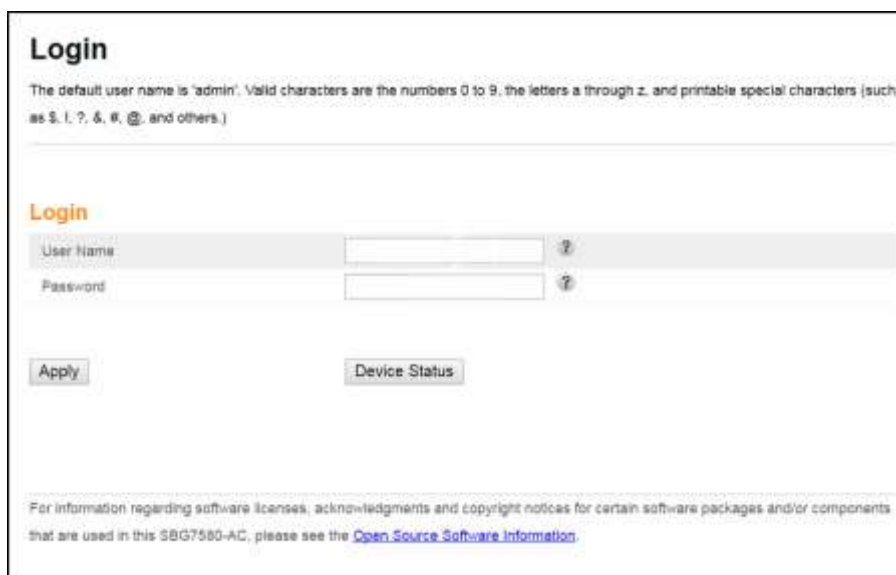 Login
The default user name is 'admin'. Valid characters are the numbers 0 to 9, the letters a through z, and printable special characters (such
as $, !, ?, &, #, @, and others.)
Login
User Name ?
Password ?
Apply Device Status
For information regarding software licenses, acknowledgments and copyright notices for certain software packages and/or components
that are used in this SBG7580-AC, please see the Open Source Software Information.